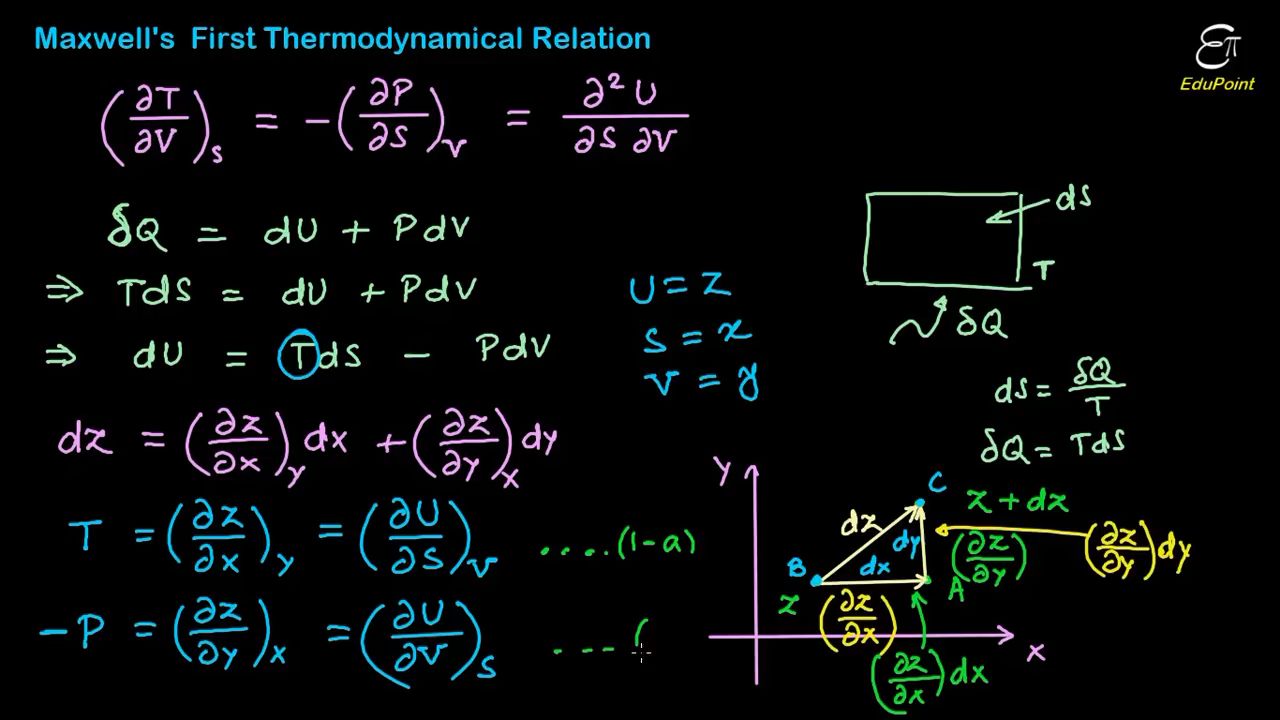 Maxwell's First Thermodynamical Relation
επ
EduPoint
(∂T/∂V)_S = -(∂P/∂S)_V = ∂²U/∂S ∂V
δQ = dU + PdV
⇒ TdS = dU + PdV
⇒ dU = TdS - PdV
dz = (∂z/∂x)_y dx + (∂z/∂y)_x dy
T = (∂z/∂x)_y = (∂U/∂S)_V ....(1-a)
-P = (∂z/∂y)_x = (∂U/∂V)_S ... (
U = z
S = x
V = y
dS
T
δQ
dS = δQ/T
δQ = TdS
Y
C
z + dz
dz
dy
(∂z/∂y)
(∂z/∂y)dy
B
dx
A
z
(∂z/∂x)
x
(∂z/∂x)dx